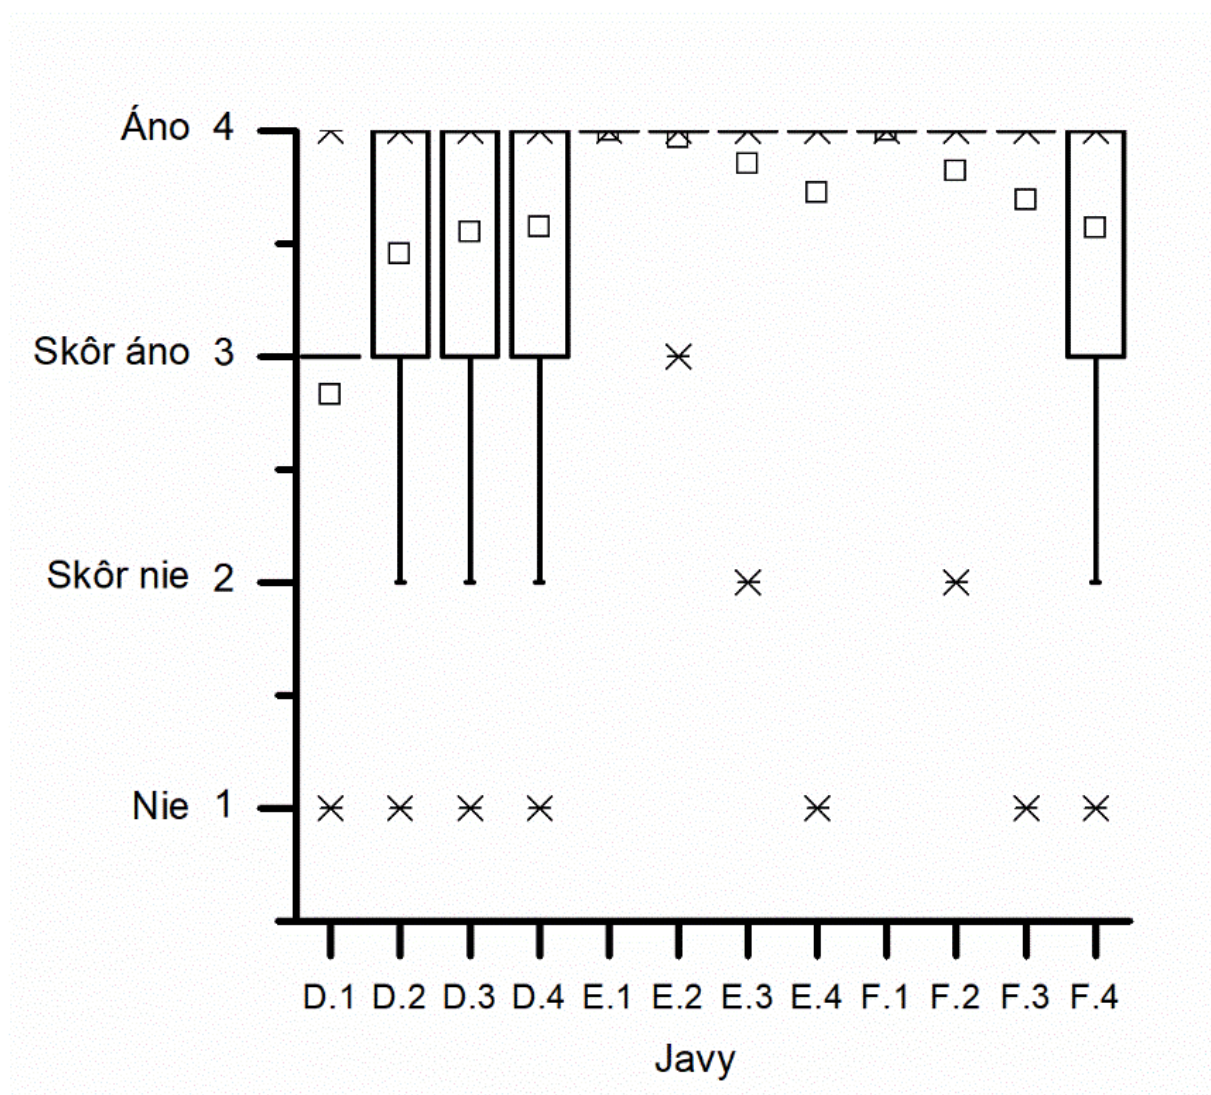 Áno 4
Skôr áno 3
Skôr nie 2
Nie 1
D.1 D.2 D.3 D.4 E.1 E.2 E.3 E.4 F.1 F.2 F.3 F.4
Javy